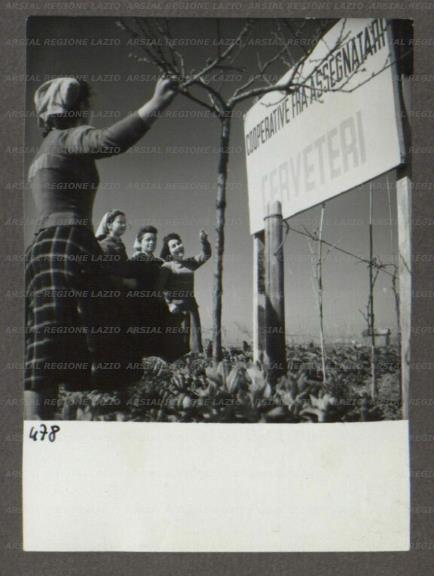 COOPERATIVE FRA ASSEGNATARI
CERVETERI
478
ARSIAL REGIONE LAZIO